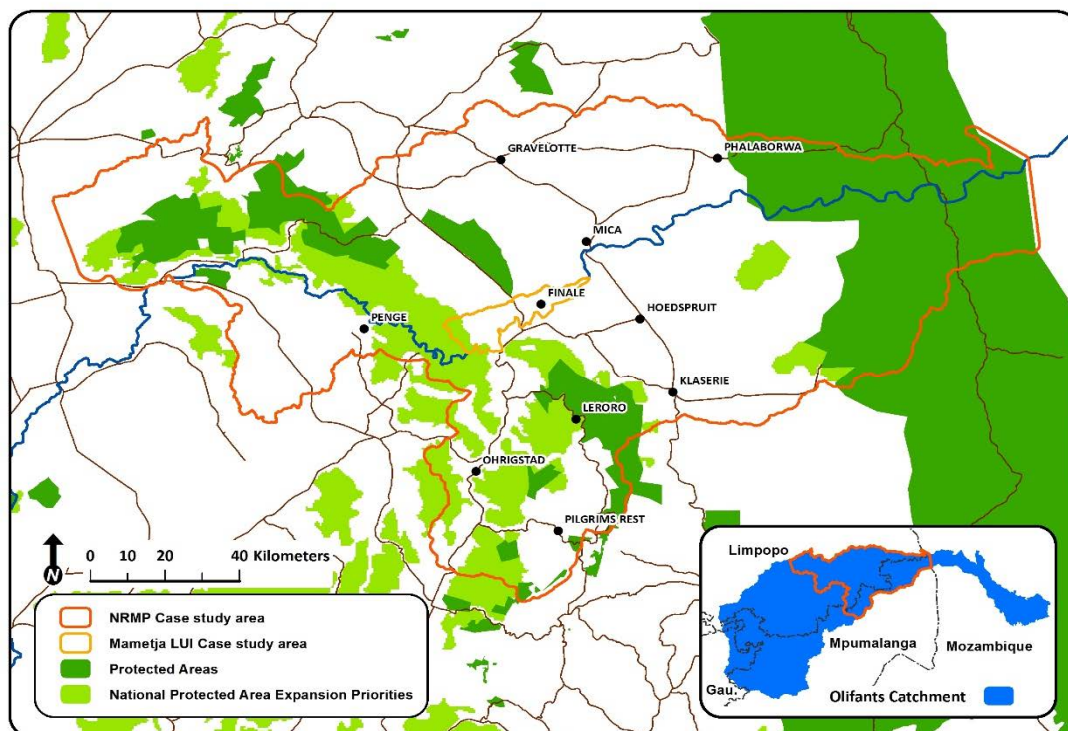 GRAVELOTTE
PHALABORWA
MICA
FINALE
HOEDSPRUIT
PENGE
KLASERIE
LERORO
OHRIGSTAD
PILGRIMS REST
N
0 10 20 40 Kilometers
NRMP Case study area
Mametja LUI Case study area
Protected Areas
National Protected Area Expansion Priorities
Limpopo
Mpumalanga
Mozambique
Gau.
Olifants Catchment